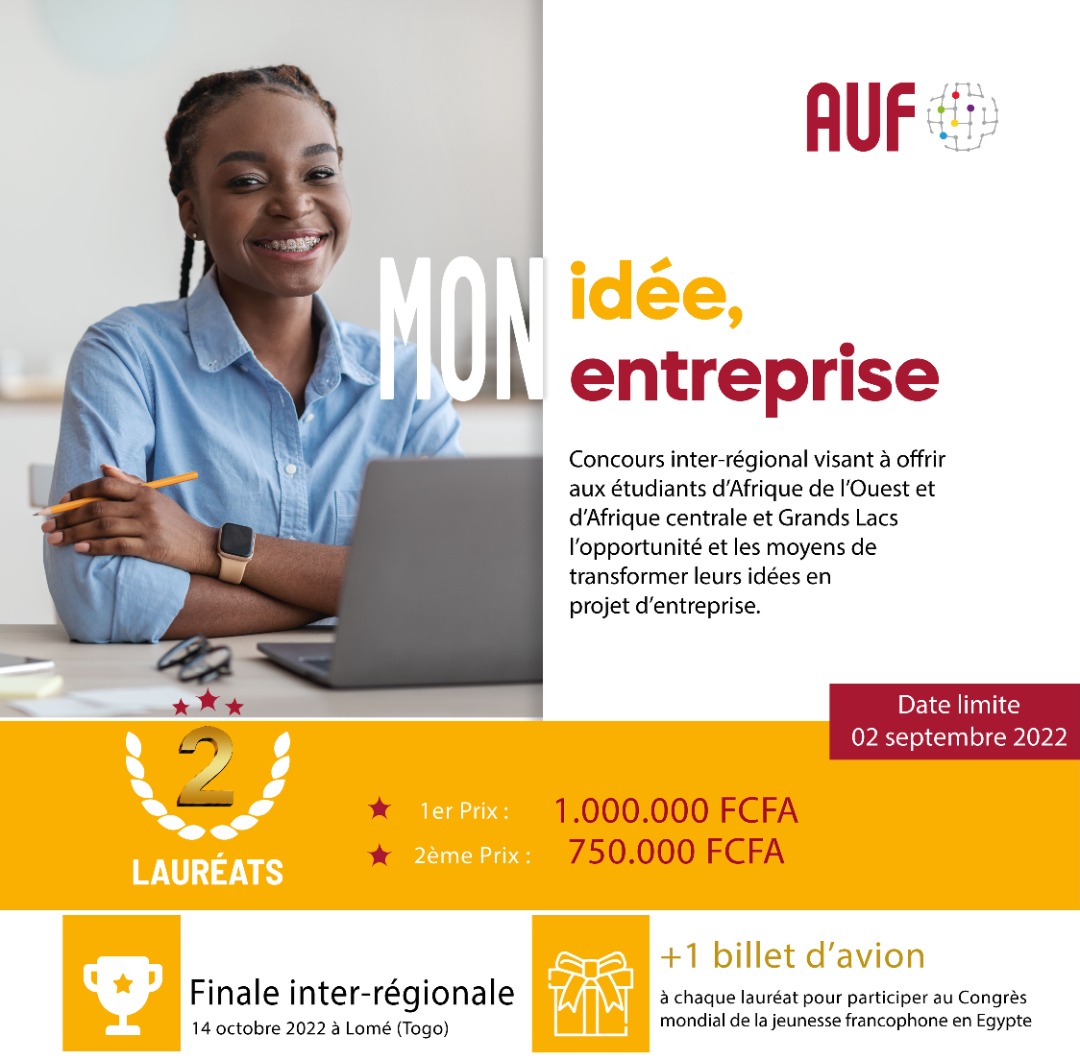 AUF
MON idée,
entreprise
Concours inter-régional visant à offrir
aux étudiants d'Afrique de l'Ouest et
d'Afrique centrale et Grands Lacs
l'opportunité et les moyens de
transformer leurs idées en
projet d'entreprise.
Date limite
02 septembre 2022
2
LAURÉATS
1er Prix : 1.000.000 FCFA
2ème Prix : 750.000 FCFA
Finale inter-régionale
14 octobre 2022 à Lomé (Togo)
+1 billet d'avion
à chaque lauréat pour participer au Congrès
mondial de la jeunesse francophone en Egypte